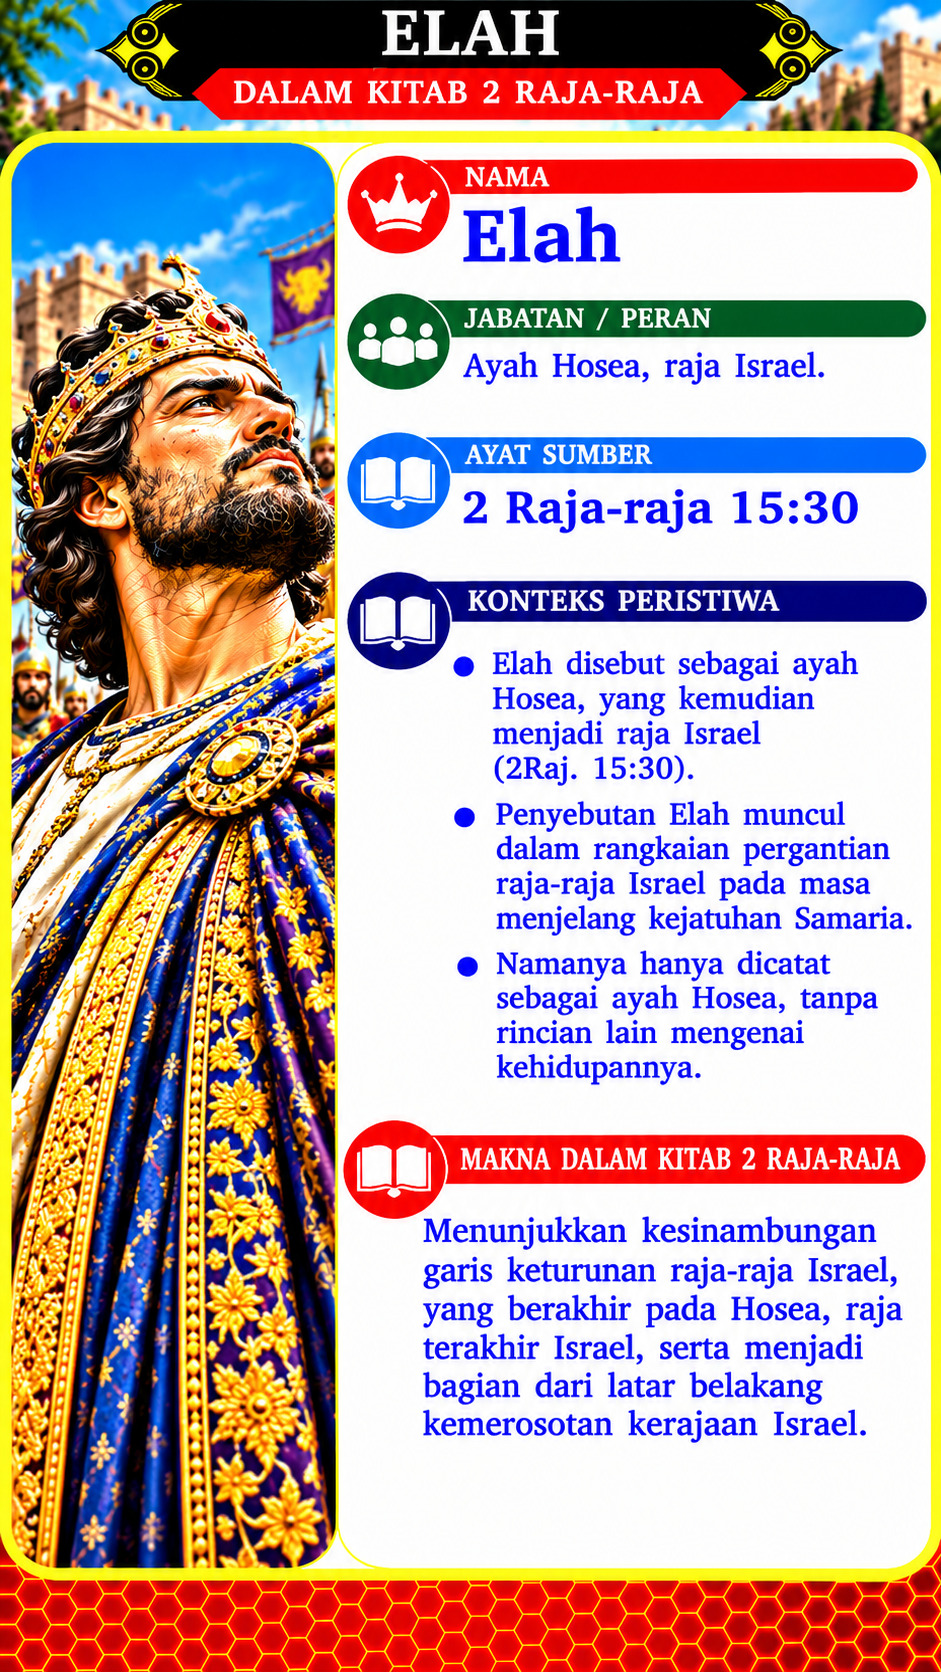 ELAH
DALAM KITAB 2 RAJA-RAJA
NAMA
Elah
JABATAN / PERAN
Ayah Hosea, raja Israel.
AYAT SUMBER
2 Raja-raja 15:30
KONTEKS PERISTIWA
● Elah disebut sebagai ayah
Hosea, yang kemudian
menjadi raja Israel
(2Raj. 15:30).
● Penyebutan Elah muncul
dalam rangkaian pergantian
raja-raja Israel pada masa
menjelang kejatuhan Samaria.
● Namanya hanya dicatat
sebagai ayah Hosea, tanpa
rincian lain mengenai
kehidupannya.
MAKNA DALAM KITAB 2 RAJA-RAJA
Menunjukkan kesinambungan
garis keturunan raja-raja Israel,
yang berakhir pada Hosea, raja
terakhir Israel, serta menjadi
bagian dari latar belakang
kemerosotan kerajaan Israel.